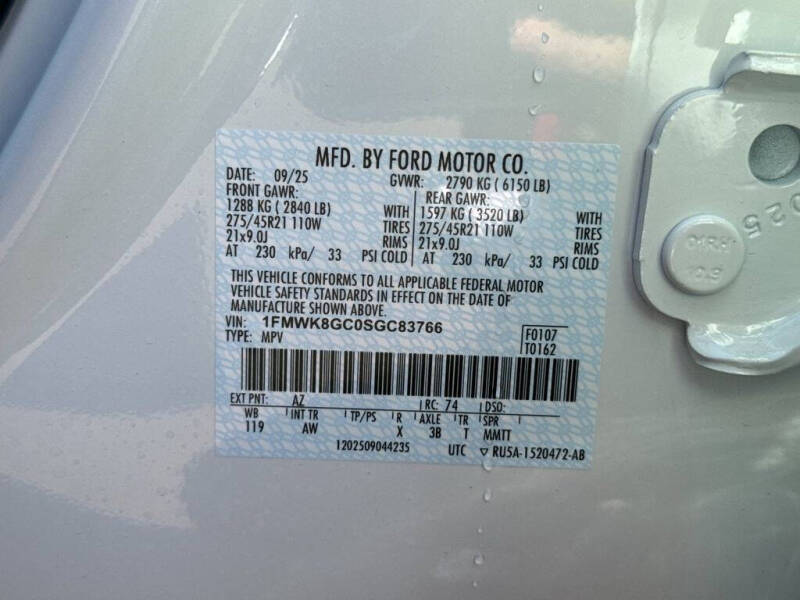 MFD. BY FORD MOTOR CO.
DATE: 09/25 GVWR: 2790 KG ( 6150 LB)
FRONT GAWR: REAR GAWR:
1288 KG ( 2840 LB) WITH 1597 KG ( 3520 LB) WITH
275/45R21 110W TIRES 275/45R21 110W TIRES
21x9.0J RIMS 21x9.0J RIMS
AT 230 kPa/ 33 PSI COLD AT 230 kPa/ 33 PSI COLD
THIS VEHICLE CONFORMS TO ALL APPLICABLE FEDERAL MOTOR
VEHICLE SAFETY STANDARDS IN EFFECT ON THE DATE OF
MANUFACTURE SHOWN ABOVE.
VIN: 1FMWK8GC0SGC83766 F0107
TYPE: MPV T0162
EXT PNT: AZ RC: 74 DSO:
WB INT TR TP/PS R AXLE TR SPR
119 AW X 3B T MMTT
1202509044235 UTC ▽ RU5A-1520472-AB
025
01RH